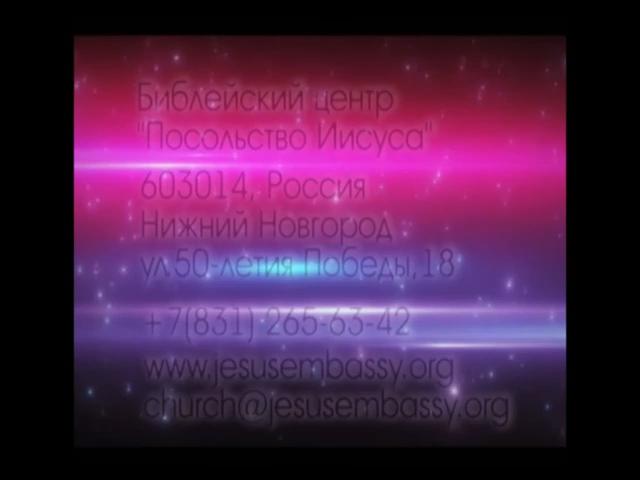 Библейский центр
"Посольство Иисуса"
603014, Россия
Нижний Новгород
ул.50-летия Победы,18
+7(831) 265-63-42
www.jesusembassy.org
church@jesusembassy.org